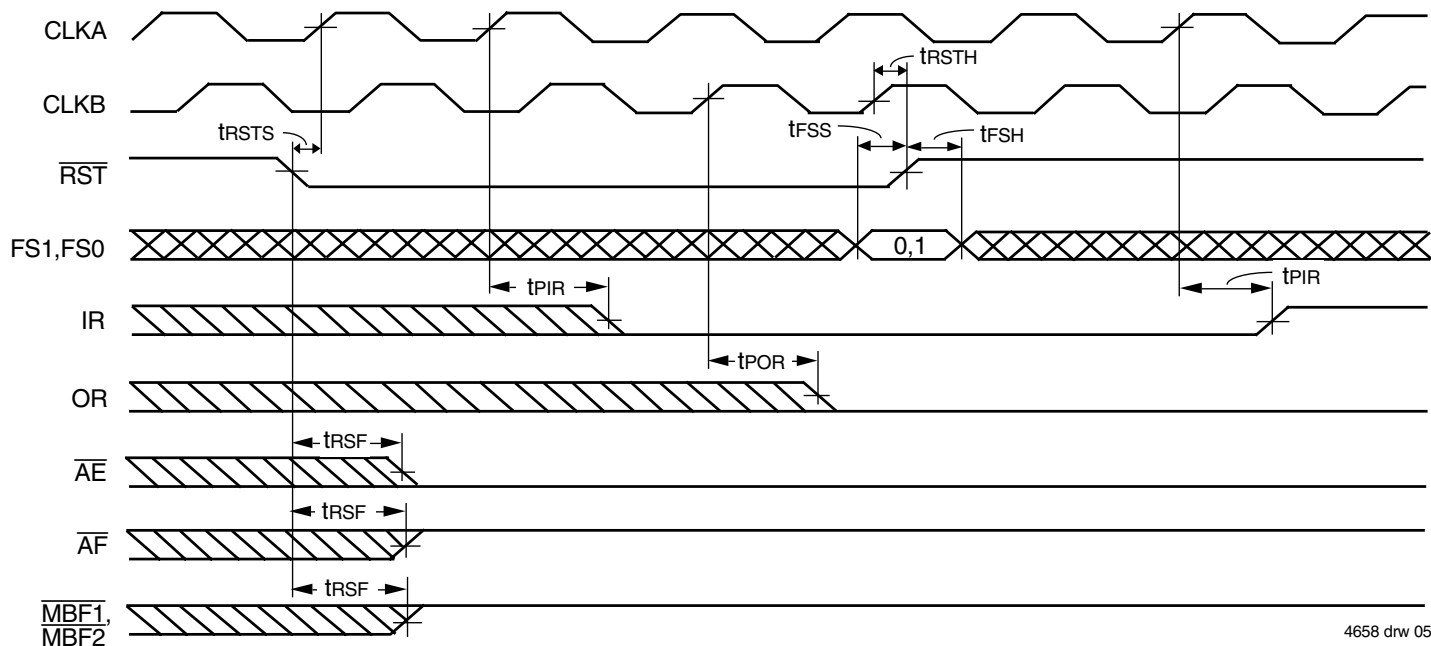 CLKA
tRSTH
CLKB
tRSTS
tFSS
tFSH
RST
FS1,FS0
0,1
tPIR
tPIR
IR
tPOR
OR
tRSF
AE
tRSF
AF
tRSF
MBF1,
MBF2
4658 drw 05